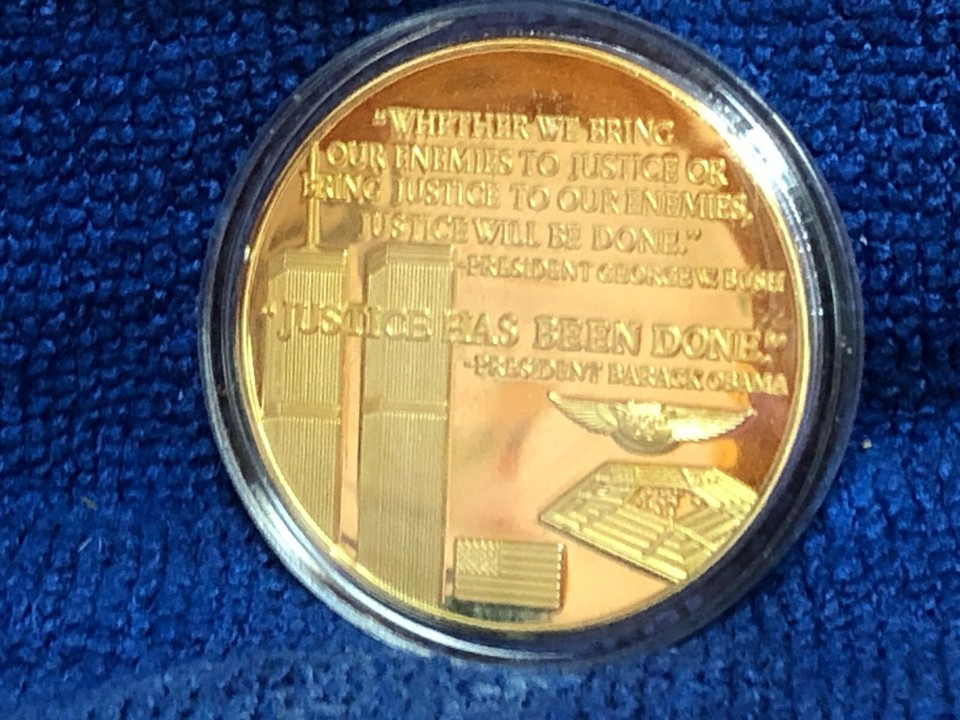 "WHETHER WE BRING
OUR ENEMIES TO JUSTICE OR
BRING JUSTICE TO OUR ENEMIES,
JUSTICE WILL BE DONE."
-PRESIDENT GEORGE W. BUSH
"JUSTICE HAS BEEN DONE."
-PRESIDENT BARACK OBAMA